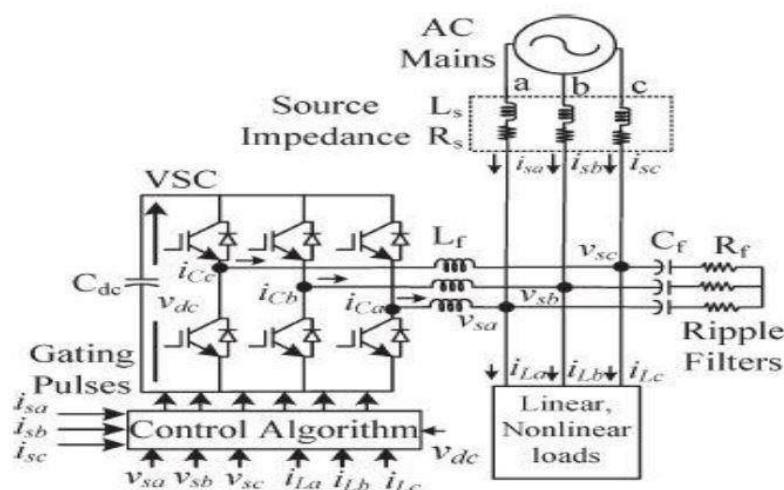 AC
Mains
a b c
Source
Impedance
Ls
Rs
isa isb isc
VSC
Lf
vsc Cf Rf
iCc
Cdc
vdc
iCb
iCa
vsb
vsa
Ripple
Filters
Gating
Pulses
iLa iLb iLc
isa
isb
isc
Control Algorithm
vdc
Linear,
Nonlinear
loads
vsa vsb vsc iLa iLb iLc